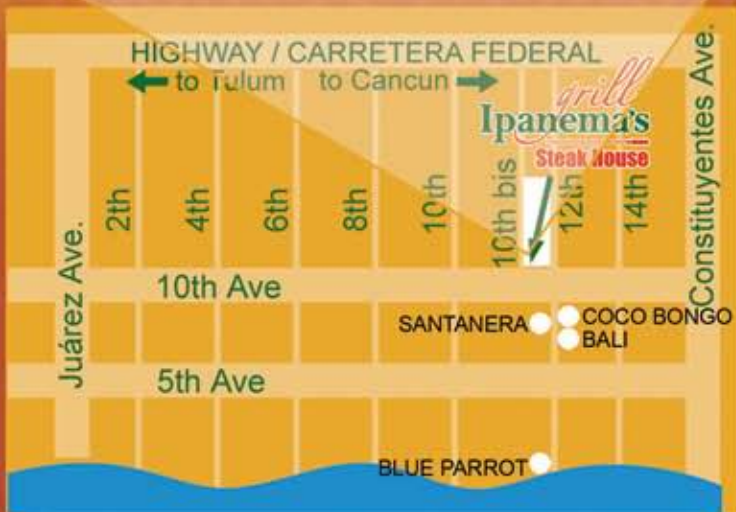 HIGHWAY / CARRETERA FEDERAL
to Tulum to Cancun
grill
Ipanema's
Steak House
Juárez Ave.
2th
4th
6th
8th
10th
10th bis
12th
14th
Constituyentes Ave.
10th Ave
SANTANERA
COCO BONGO
BALI
5th Ave
BLUE PARROT